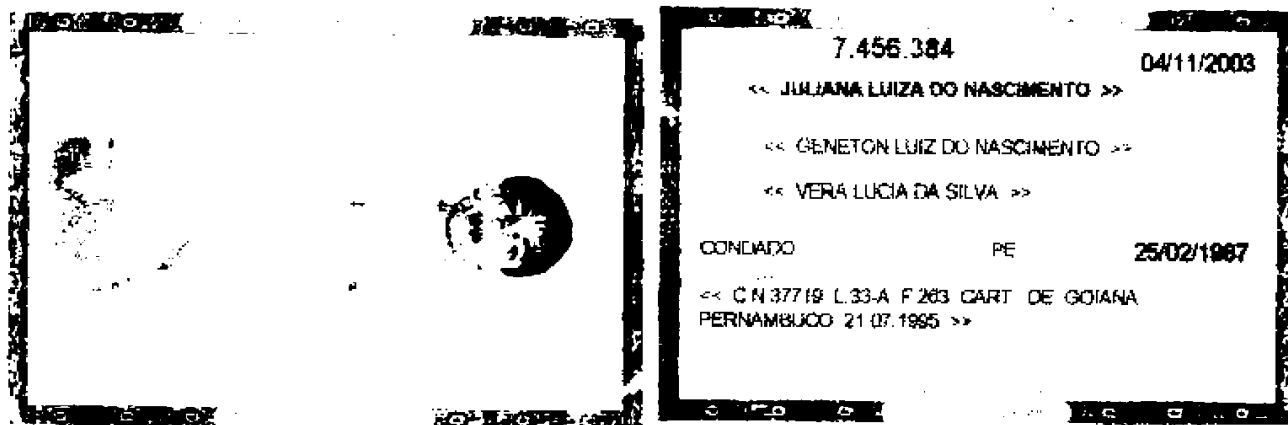 7.456.384
04/11/2003
<< JULIANA LUIZA DO NASCIMENTO >>
<< GENETON LUIZ DO NASCIMENTO >>
<< VERA LUCIA DA SILVA >>
CONDADO PE 25/02/1987
<< C N 37719 L.33-A F 263 CART DE GOIANA
PERNAMBUCO 21 07.1995 >>